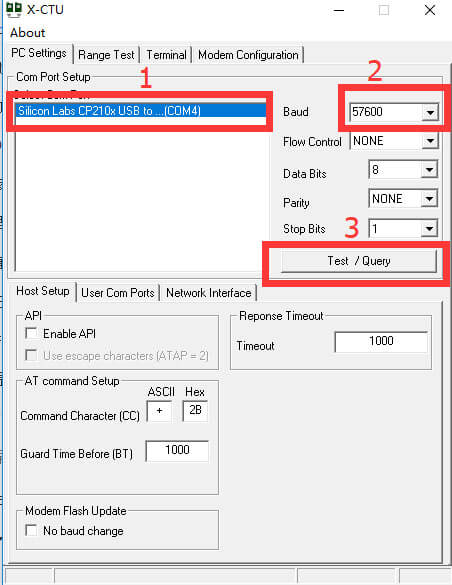 X-CTU
About
PC Settings Range Test Terminal Modem Configuration
Com Port Setup
1
2
Select Com Port
Silicon Labs CP210x USB to ...(COM4)
Baud 57600
Flow Control NONE
Data Bits 8
Parity NONE
3
Stop Bits 1
Test / Query
Host Setup User Com Ports Network Interface
API
Enable API
Use escape characters (ATAP = 2)
Reponse Timeout
Timeout 1000
AT command Setup
ASCII Hex
Command Character (CC) + 2B
Guard Time Before (BT) 1000
Modem Flash Update
No baud change